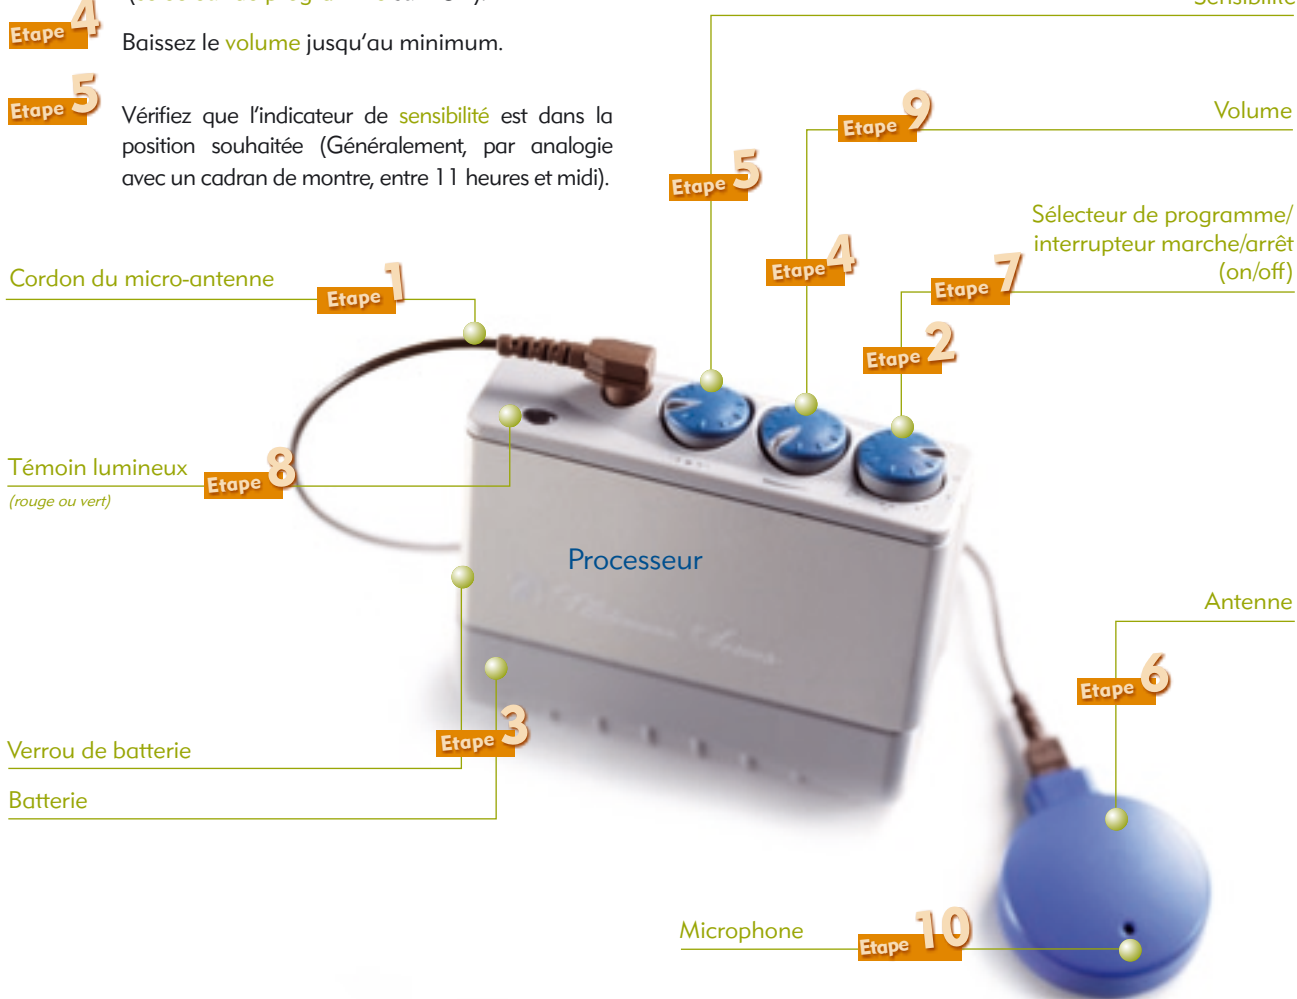 Etape 4
Baissez le volume jusqu'au minimum.
Etape 5
Vérifiez que l'indicateur de sensibilité est dans la
position souhaitée (Généralement, par analogie
avec un cadran de montre, entre 11 heures et midi).
Sensibilité
Etape 5
Etape 9
Volume
Etape 4
Sélecteur de programme/
interrupteur marche/arrêt
(on/off)
Etape 7
Etape 2
Cordon du micro-antenne
Etape 1
Témoin lumineux
(rouge ou vert)
Etape 8
Processeur
Antenne
Etape 6
Verrou de batterie
Etape 3
Batterie
Microphone
Etape 10